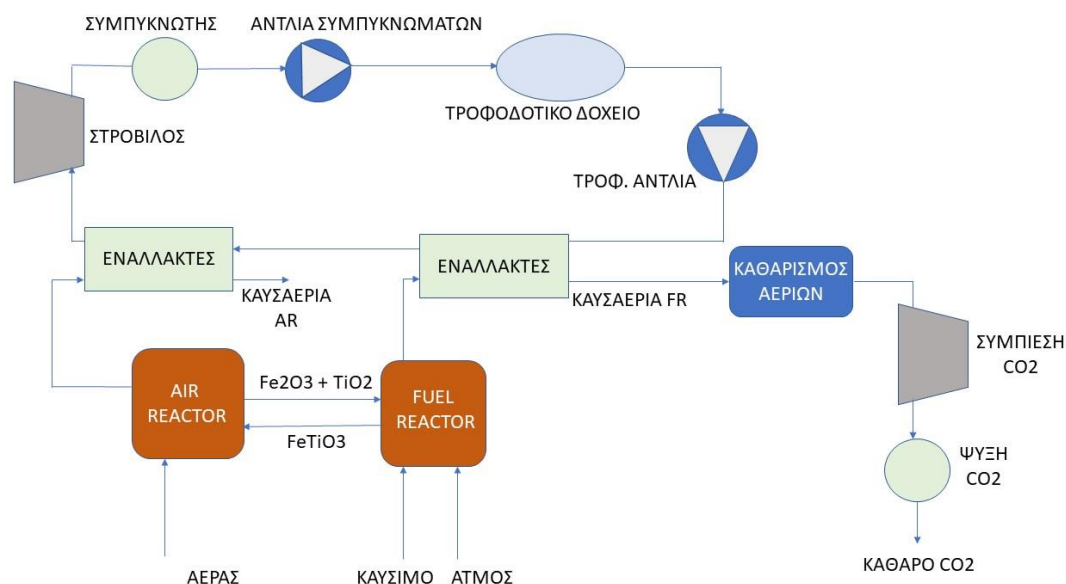 ΣΥΜΠΥΚΝΩΤΗΣ
ΑΝΤΛΙΑ ΣΥΜΠΥΚΝΩΜΑΤΩΝ
ΣΤΡΟΒΙΛΟΣ
ΤΡΟΦΟΔΟΤΙΚΟ ΔΟΧΕΙΟ
ΤΡΟΦ. ΑΝΤΛΙΑ
ΕΝΑΛΛΑΚΤΕΣ
ΕΝΑΛΛΑΚΤΕΣ
ΚΑΘΑΡΙΣΜΟΣ
ΑΕΡΙΩΝ
ΚΑΥΣΑΕΡΙΑ
AR
ΚΑΥΣΑΕΡΙΑ FR
ΣΥΜΠΙΕΣΗ
CO2
AIR
REACTOR
Fe2O3 + TiO2
FeTiO3
FUEL
REACTOR
ΨΥΞΗ
CO2
ΑΕΡΑΣ
ΚΑΥΣΙΜΟ
ΑΤΜΟΣ
ΚΑΘΑΡΟ CO2